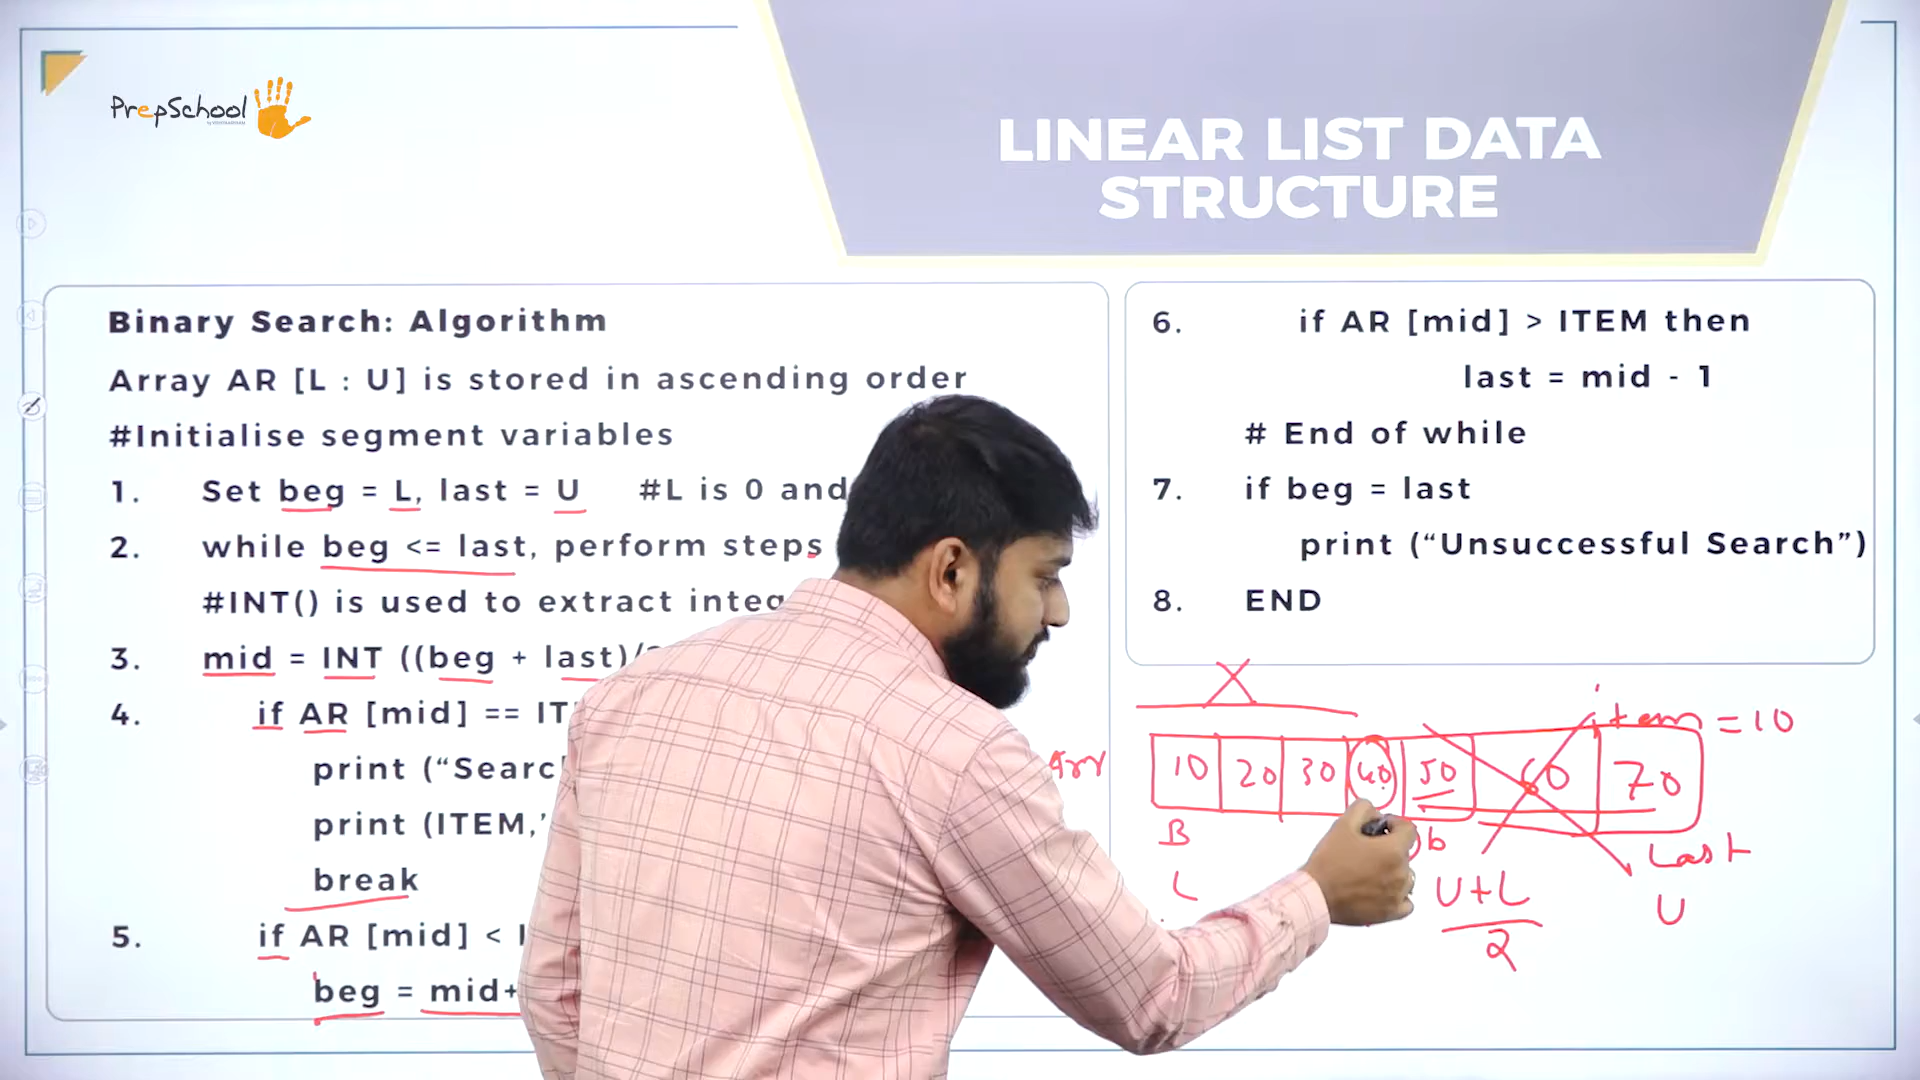 PrepSchool
LINEAR LIST DATA
STRUCTURE
Binary Search: Algorithm
Array AR [L : U] is stored in ascending order
#Initialise segment variables
1. Set beg = L, last = U #L is 0 and
2. while beg <= last, perform steps
#INT() is used to extract
3. mid = INT ((beg + last)/
4. if AR [mid] ==
print (“
print (ITEM,
break
5. if AR [mid] <
beg = mid+
6. if AR [mid] > ITEM then
last = mid - 1
# End of while
7. if beg = last
print (“Unsuccessful Search”)
8. END
X
item = 10
Arr 10 20 30 40 50 60 70
B b Last
L U+L U
2